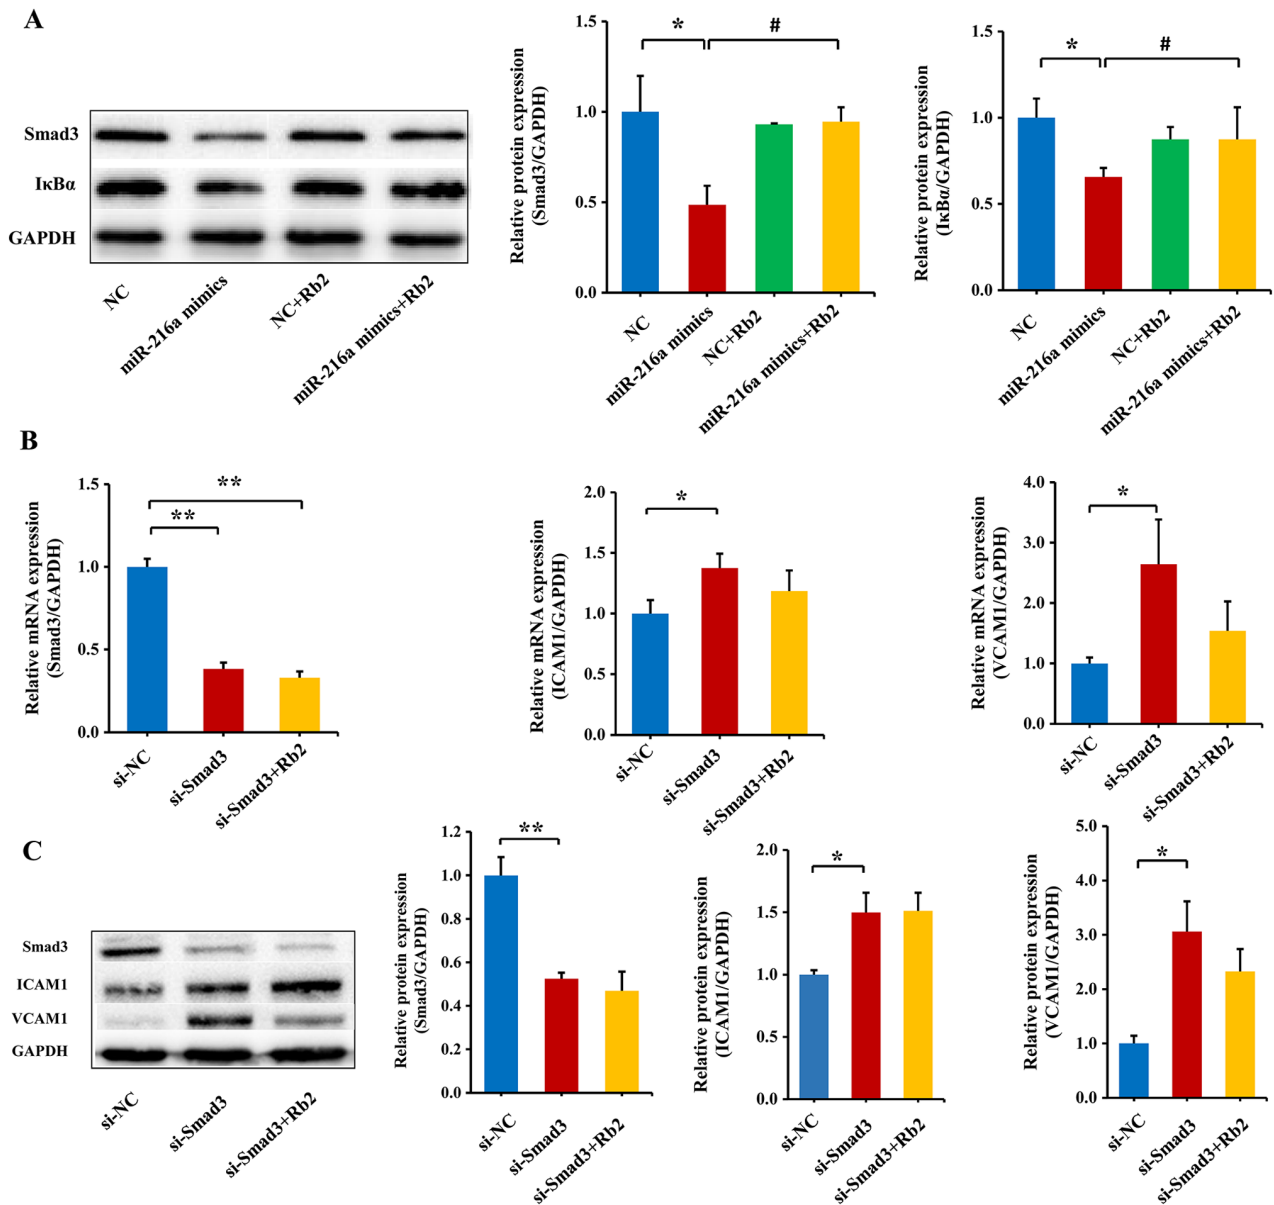 A
Smad3
IκBα
GAPDH
NC
miR-216a mimics
NC+Rb2
miR-216a mimics+Rb2
Relative protein expression
(Smad3/GAPDH)
1.5
1.0
0.5
0.0
*
#
NC
miR-216a mimics
NC+Rb2
miR-216a mimics+Rb2
Relative protein expression
(IκBα/GAPDH)
1.5
1.0
0.5
0.0
*
#
NC
miR-216a mimics
NC+Rb2
miR-216a mimics+Rb2
B
Relative mRNA expression
(Smad3/GAPDH)
1.5
1.0
0.5
0.0
**
**
si-NC
si-Smad3
si-Smad3+Rb2
Relative mRNA expression
(ICAM1/GAPDH)
2.0
1.5
1.0
0.5
0.0
*
si-NC
si-Smad3
si-Smad3+Rb2
Relative mRNA expression
(VCAM1/GAPDH)
4.0
3.0
2.0
1.0
0.0
*
si-NC
si-Smad3
si-Smad3+Rb2
C
Smad3
ICAM1
VCAM1
GAPDH
si-NC
si-Smad3
si-Smad3+Rb2
Relative protein expression
(Smad3/GAPDH)
1.2
1.0
0.8
0.6
0.4
0.2
0.0
**
si-NC
si-Smad3
si-Smad3+Rb2
Relative protein expression
(ICAM1/GAPDH)
2.0
1.5
1.0
0.5
0.0
*
si-NC
si-Smad3
si-Smad3+Rb2
Relative protein expression
(VCAM1/GAPDH)
5.0
4.0
3.0
2.0
1.0
0.0
*
si-NC
si-Smad3
si-Smad3+Rb2